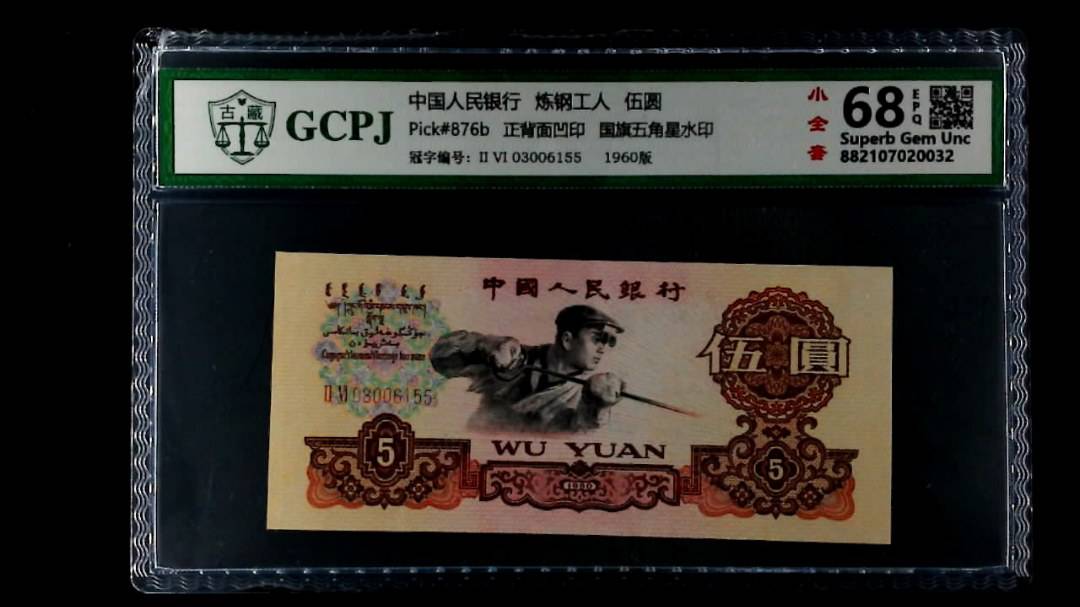 古 藏
GCPJ
中国人民银行 炼钢工人 伍圆
Pick#876b 正背面凹印 国旗五角星水印
冠字编号: II VI 03006155 1960版
小全套
68
EPQ
Superb Gem Unc
882107020032
中國人民銀行
II VI 03006155
伍圓
5
WU YUAN
5
1960